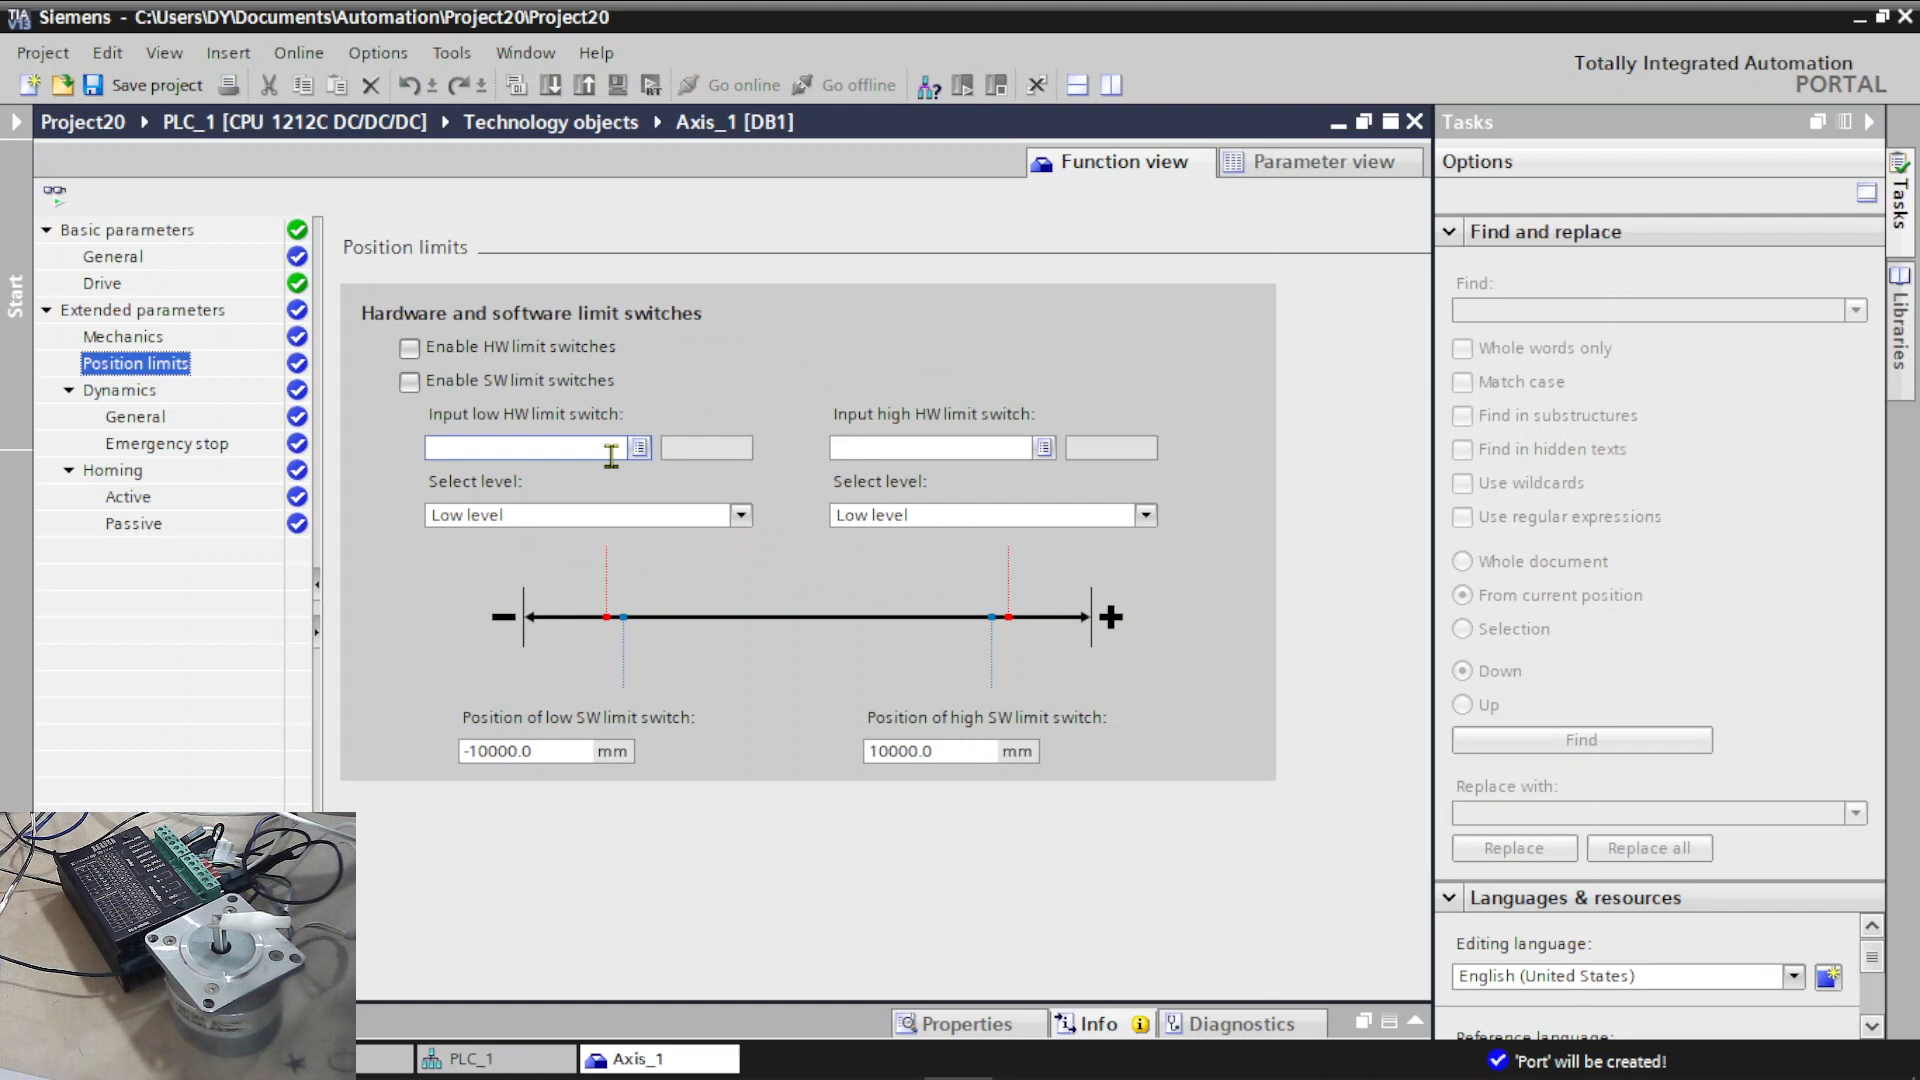 TIA V13 Siemens - C:\Users\DY\Documents\Automation\Project20\Project20
Project Edit View Insert Online Options Tools Window Help
Totally Integrated Automation
PORTAL
Save project Go online Go offline
Project20 PLC_1 [CPU 1212C DC/DC/DC] Technology objects Axis_1 [DB1]
Tasks
Function view Parameter view
Options
Basic parameters
General
Drive
Extended parameters
Mechanics
Position limits
Dynamics
General
Emergency stop
Homing
Active
Passive
Start
Position limits
Hardware and software limit switches
Enable HW limit switches
Enable SW limit switches
Input low HW limit switch: Input high HW limit switch:
Select level: Select level:
Low level Low level
Position of low SW limit switch: Position of high SW limit switch:
-10000.0 mm 10000.0 mm
Find and replace
Find:
Whole words only
Match case
Find in substructures
Find in hidden texts
Use wildcards
Use regular expressions
Whole document
From current position
Selection
Down
Up
Find
Replace with:
Replace Replace all
Languages & resources
Editing language:
English (United States)
Reference language:
Tasks
Libraries
Properties Info Diagnostics
PLC_1 Axis_1
'Port' will be created!